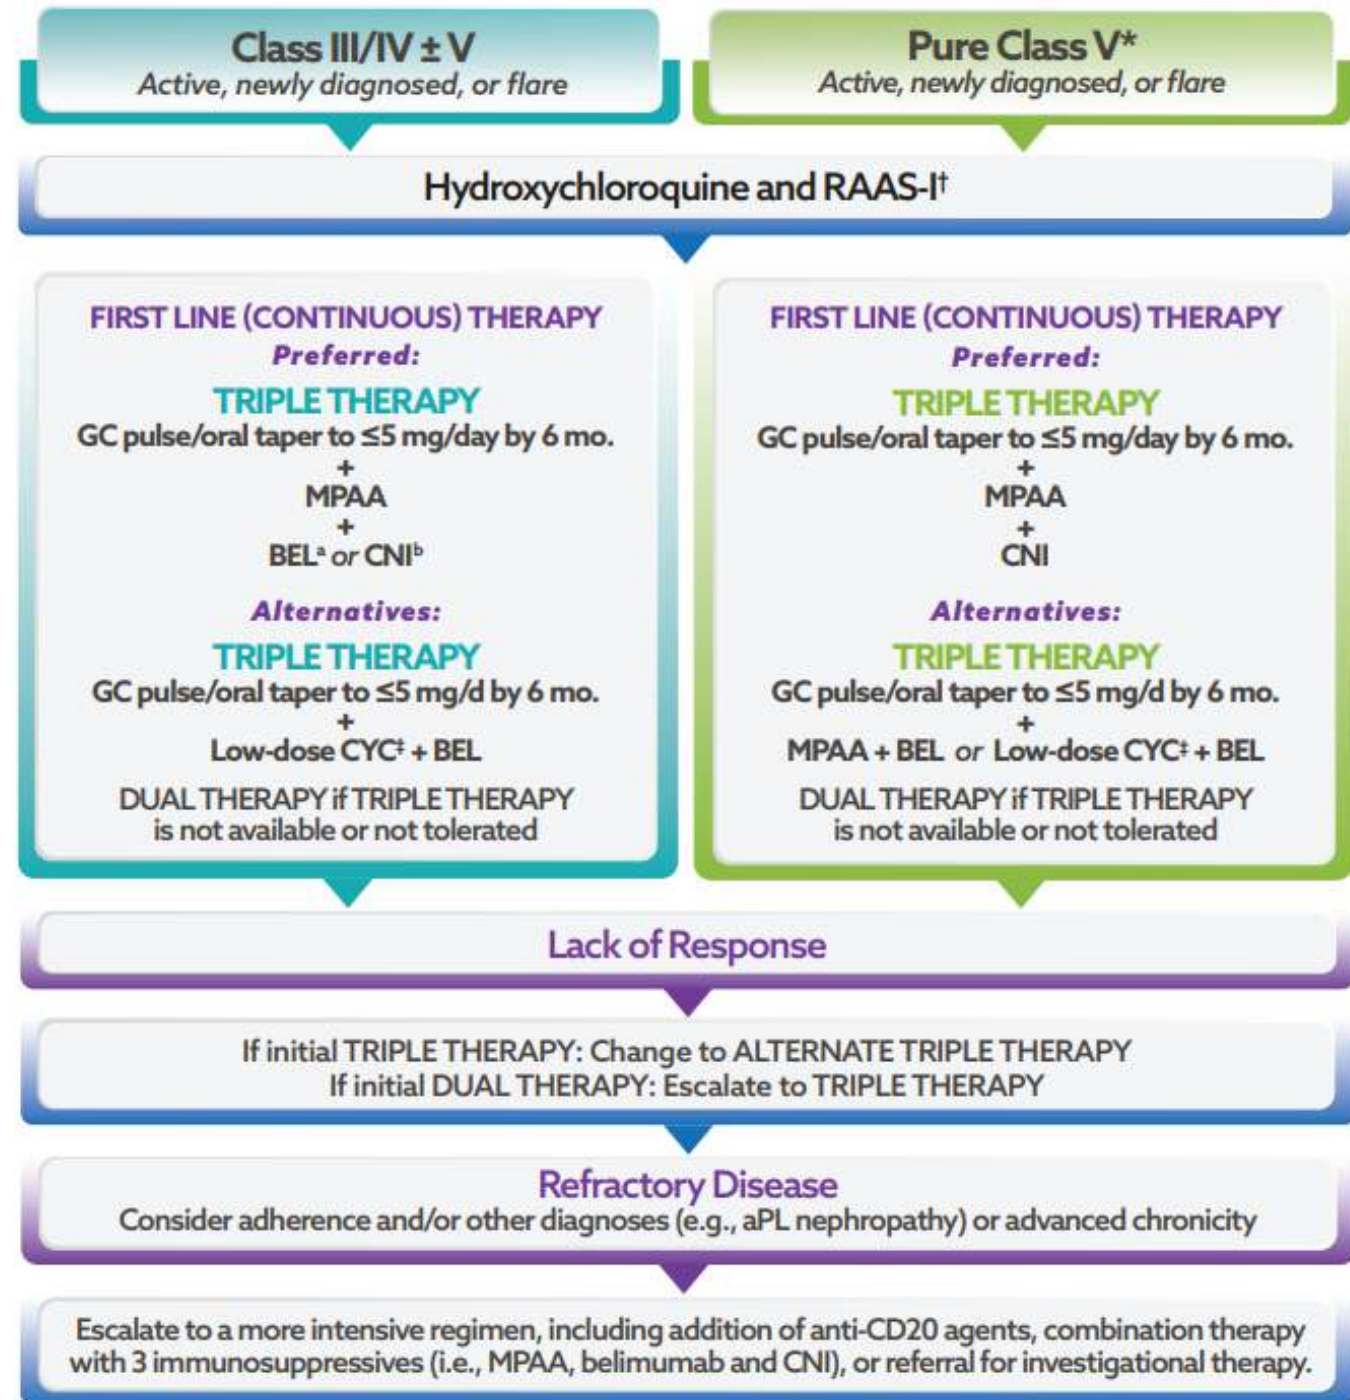 Class III/IV ± V
Active, newly diagnosed, or flare
Pure Class V*
Active, newly diagnosed, or flare
Hydroxychloroquine and RAAS-I†
FIRST LINE (CONTINUOUS) THERAPY
Preferred:
TRIPLE THERAPY
GC pulse/oral taper to ≤5 mg/day by 6 mo.
+
MPAA
+
BELᵃ or CNIᵇ
Alternatives:
TRIPLE THERAPY
GC pulse/oral taper to ≤5 mg/d by 6 mo.
+
Low-dose CYC‡ + BEL
DUAL THERAPY if TRIPLE THERAPY
is not available or not tolerated
FIRST LINE (CONTINUOUS) THERAPY
Preferred:
TRIPLE THERAPY
GC pulse/oral taper to ≤5 mg/day by 6 mo.
+
MPAA
+
CNI
Alternatives:
TRIPLE THERAPY
GC pulse/oral taper to ≤5 mg/d by 6 mo.
+
MPAA + BEL or Low-dose CYC‡ + BEL
DUAL THERAPY if TRIPLE THERAPY
is not available or not tolerated
Lack of Response
If initial TRIPLE THERAPY: Change to ALTERNATE TRIPLE THERAPY
If initial DUAL THERAPY: Escalate to TRIPLE THERAPY
Refractory Disease
Consider adherence and/or other diagnoses (e.g., aPL nephropathy) or advanced chronicity
Escalate to a more intensive regimen, including addition of anti-CD20 agents, combination therapy
with 3 immunosuppressives (i.e., MPAA, belimumab and CNI), or referral for investigational therapy.